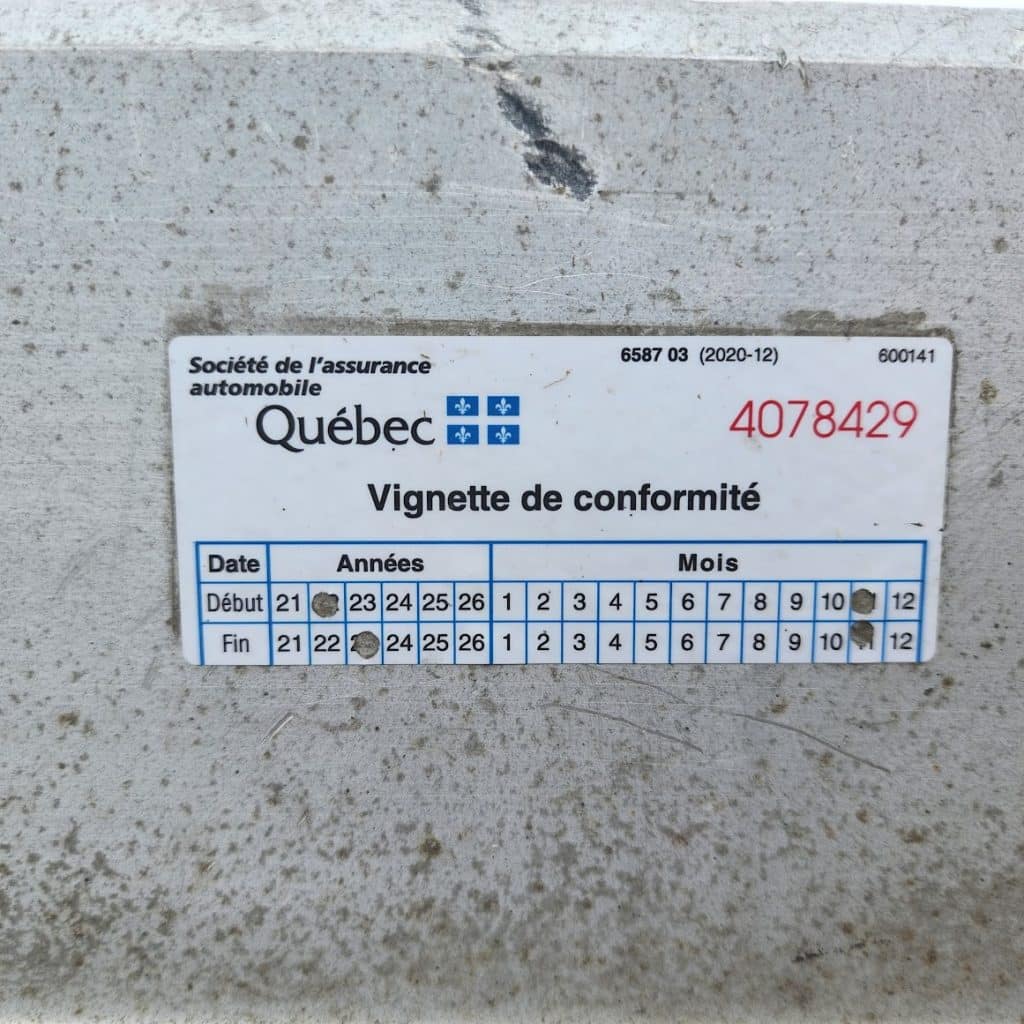 Société de l'assurance
automobile
Québec
6587 03 (2020-12)
600141
4078429
Vignette de conformité
Date Années Mois
Début 21 23 24 25 26 1 2 3 4 5 6 7 8 9 10 12
Fin 21 22 24 25 26 1 2 3 4 5 6 7 8 9 10 12